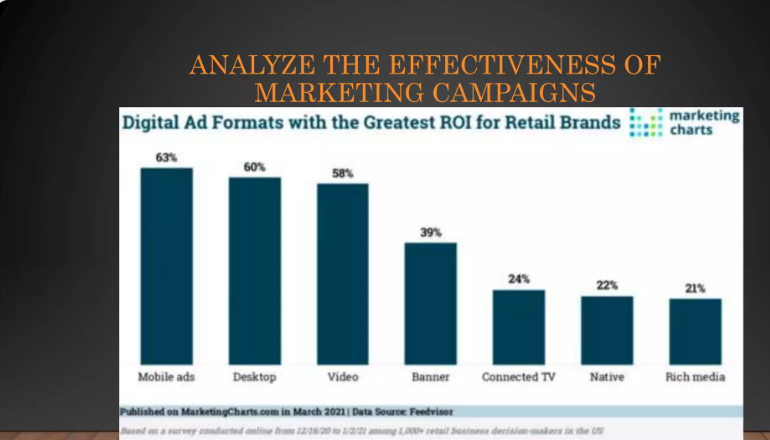 ANALYZE THE EFFECTIVENESS OF
MARKETING CAMPAIGNS
Digital Ad Formats with the Greatest ROI for Retail Brands
marketing
charts
63%
60%
58%
39%
24%
22%
21%
Mobile ads
Desktop
Video
Banner
Connected TV
Native
Rich media
Published on MarketingCharts.com in March 2021 | Data Source: Feedvisor
Based on a survey conducted online from 12/16/20 to 1/2/21 among 1,000+ retail business decision-makers in the US